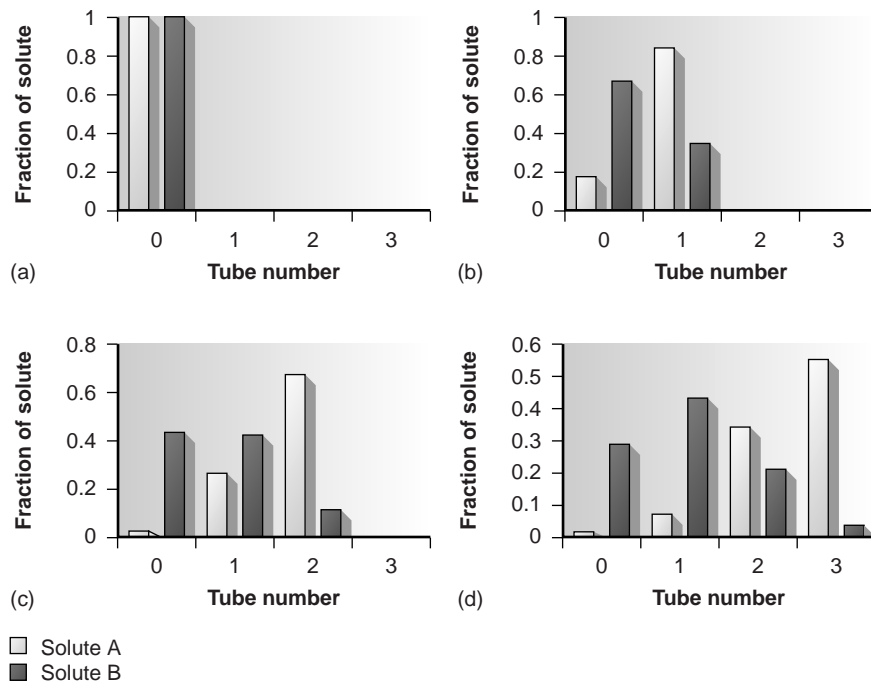 Fraction of solute
1
0.8
0.6
0.4
0.2
0
0 1 2 3
Tube number
(a)
Fraction of solute
1
0.8
0.6
0.4
0.2
0
0 1 2 3
Tube number
(b)
Fraction of solute
0.8
0.6
0.4
0.2
0
0 1 2 3
Tube number
(c)
Fraction of solute
0.6
0.5
0.4
0.3
0.2
0.1
0
0 1 2 3
Tube number
(d)
Solute A
Solute B